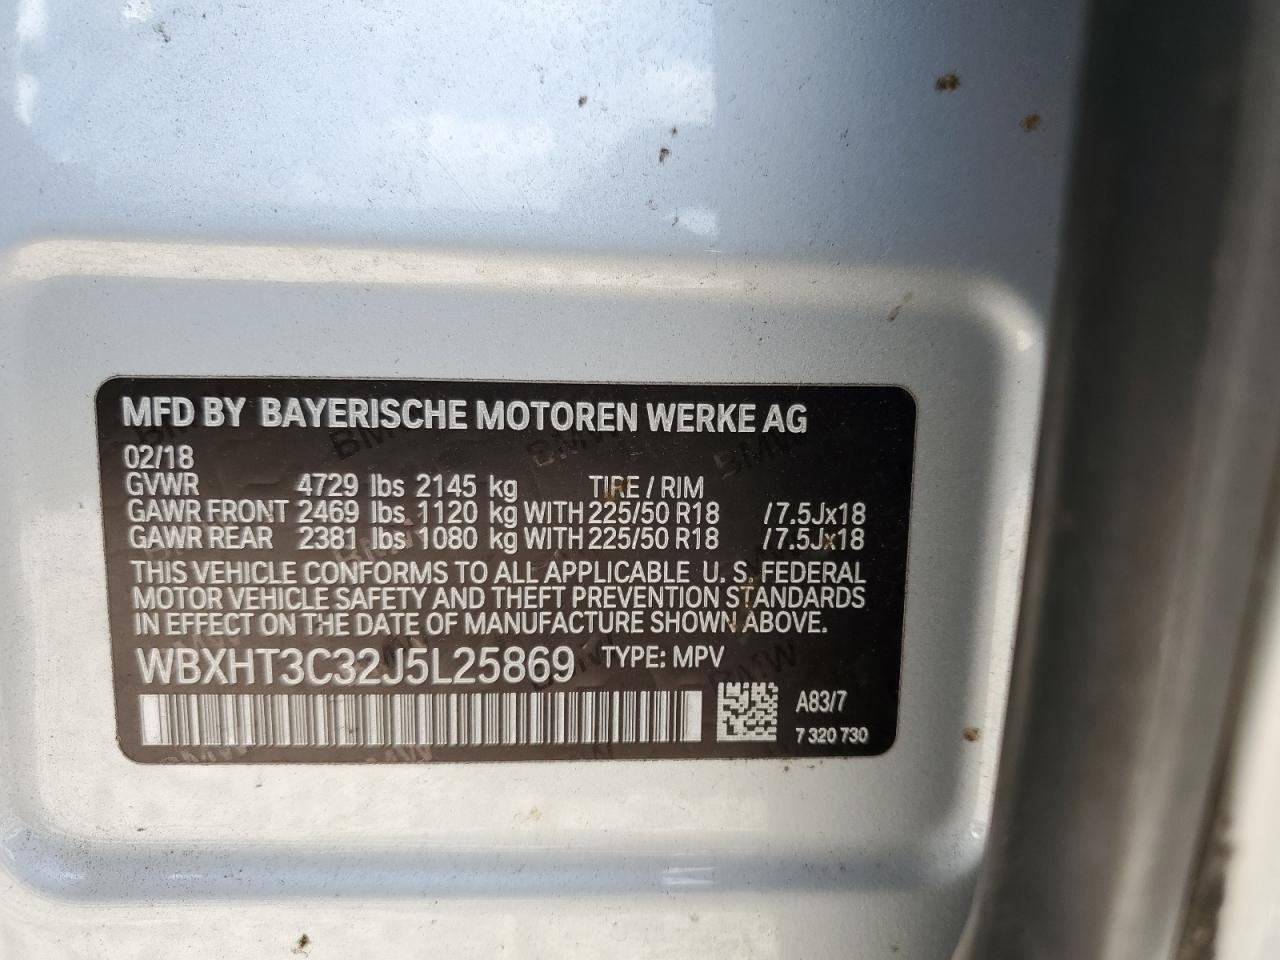 MFD BY BAYERISCHE MOTOREN WERKE AG
02/18
GVWR 4729 lbs 2145 kg TIRE / RIM
GAWR FRONT 2469 lbs 1120 kg WITH 225/50 R18 / 7.5Jx18
GAWR REAR 2381 lbs 1080 kg WITH 225/50 R18 / 7.5Jx18
THIS VEHICLE CONFORMS TO ALL APPLICABLE U. S. FEDERAL
MOTOR VEHICLE SAFETY AND THEFT PREVENTION STANDARDS
IN EFFECT ON THE DATE OF MANUFACTURE SHOWN ABOVE.
WBXHT3C32J5L25869 TYPE: MPV
A83/7
7 320 730